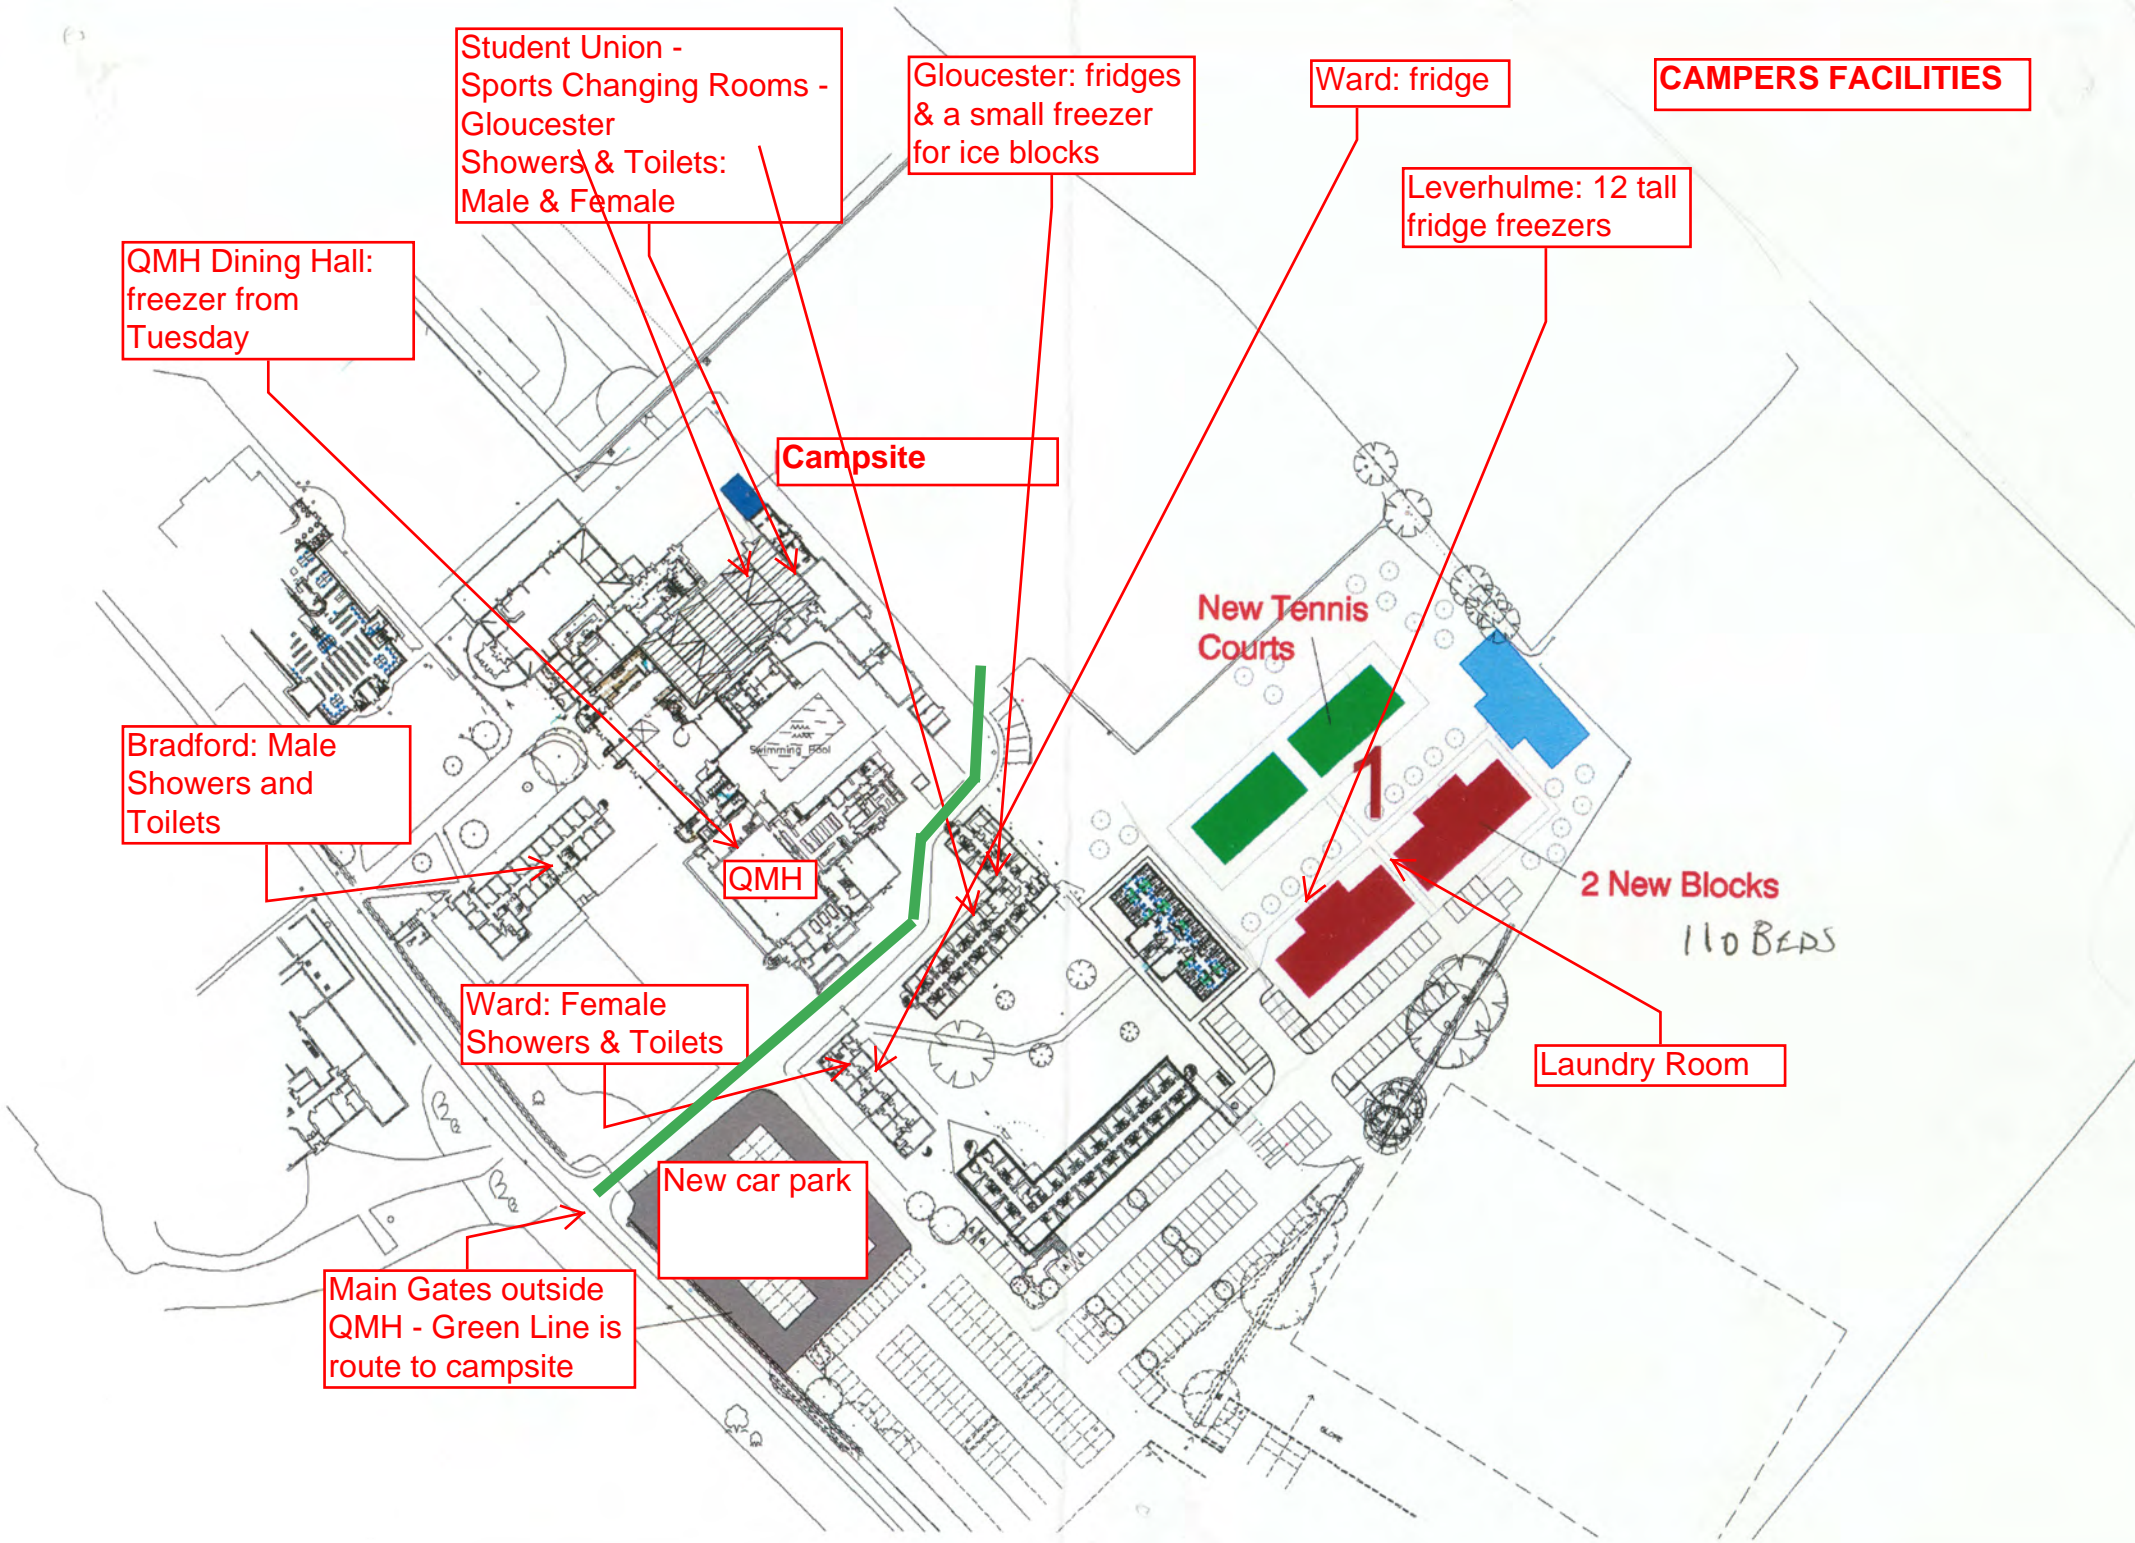 Student Union -
Sports Changing Rooms -
Gloucester
Showers & Toilets:
Male & Female
Gloucester: fridges
& a small freezer
for ice blocks
Ward: fridge
CAMPERS FACILITIES
Leverhulme: 12 tall
fridge freezers
QMH Dining Hall:
freezer from
Tuesday
Campsite
New Tennis
Courts
Bradford: Male
Showers and
Toilets
Swimming Pool
1
QMH
2 New Blocks
110 BEDS
Ward: Female
Showers & Toilets
Laundry Room
New car park
Main Gates outside
QMH - Green Line is
route to campsite
SLOPE